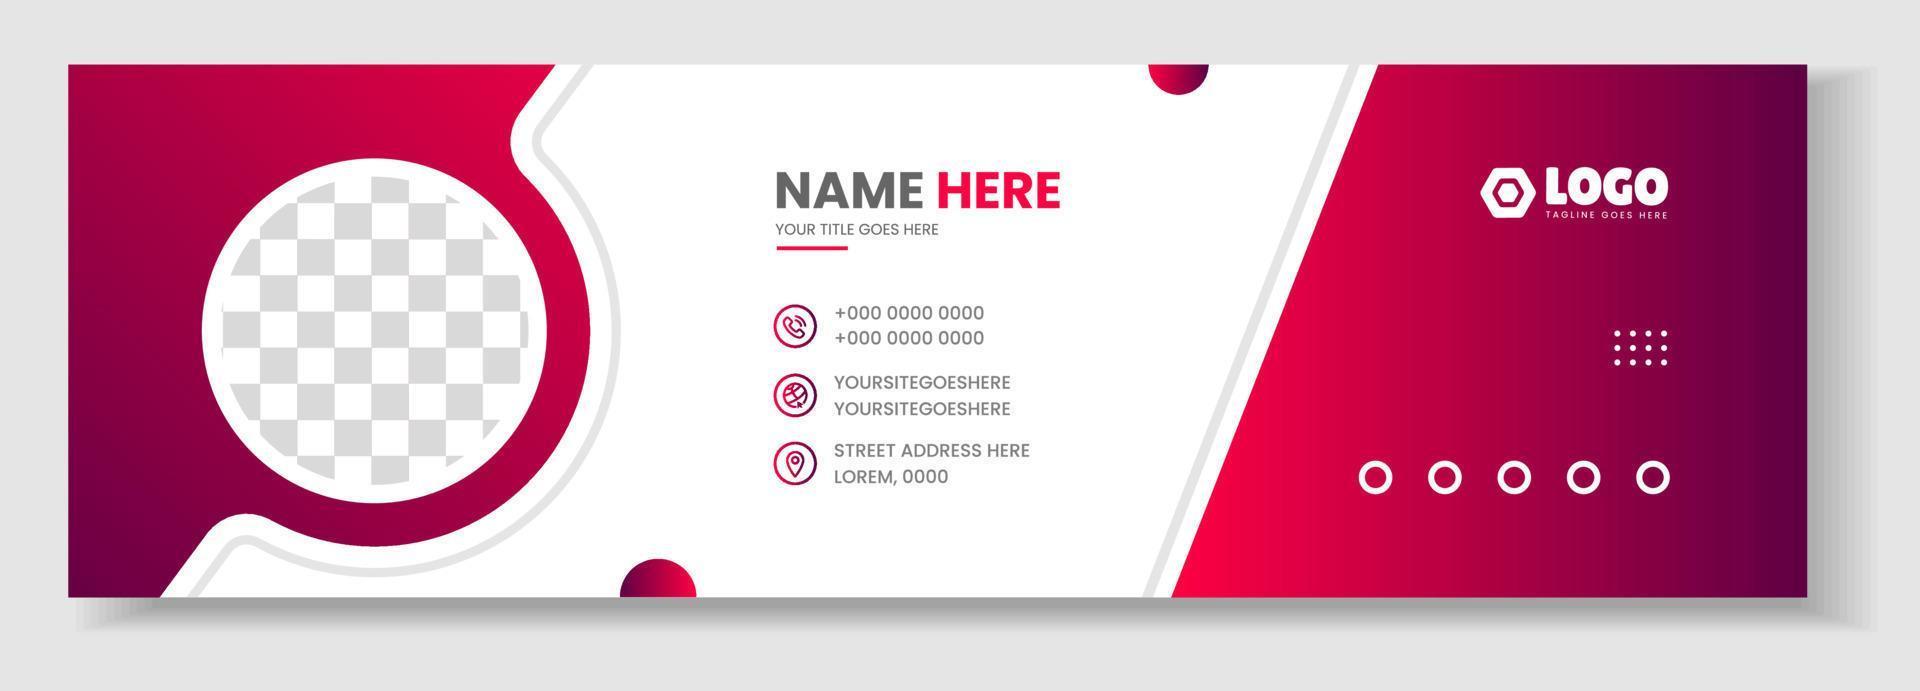 NAME HERE
YOUR TITLE GOES HERE
+000 0000 0000
+000 0000 0000
YOURSITEGOESHERE
YOURSITEGOESHERE
STREET ADDRESS HERE
LOREM, 0000
LOGO
TAGLINE GOES HERE